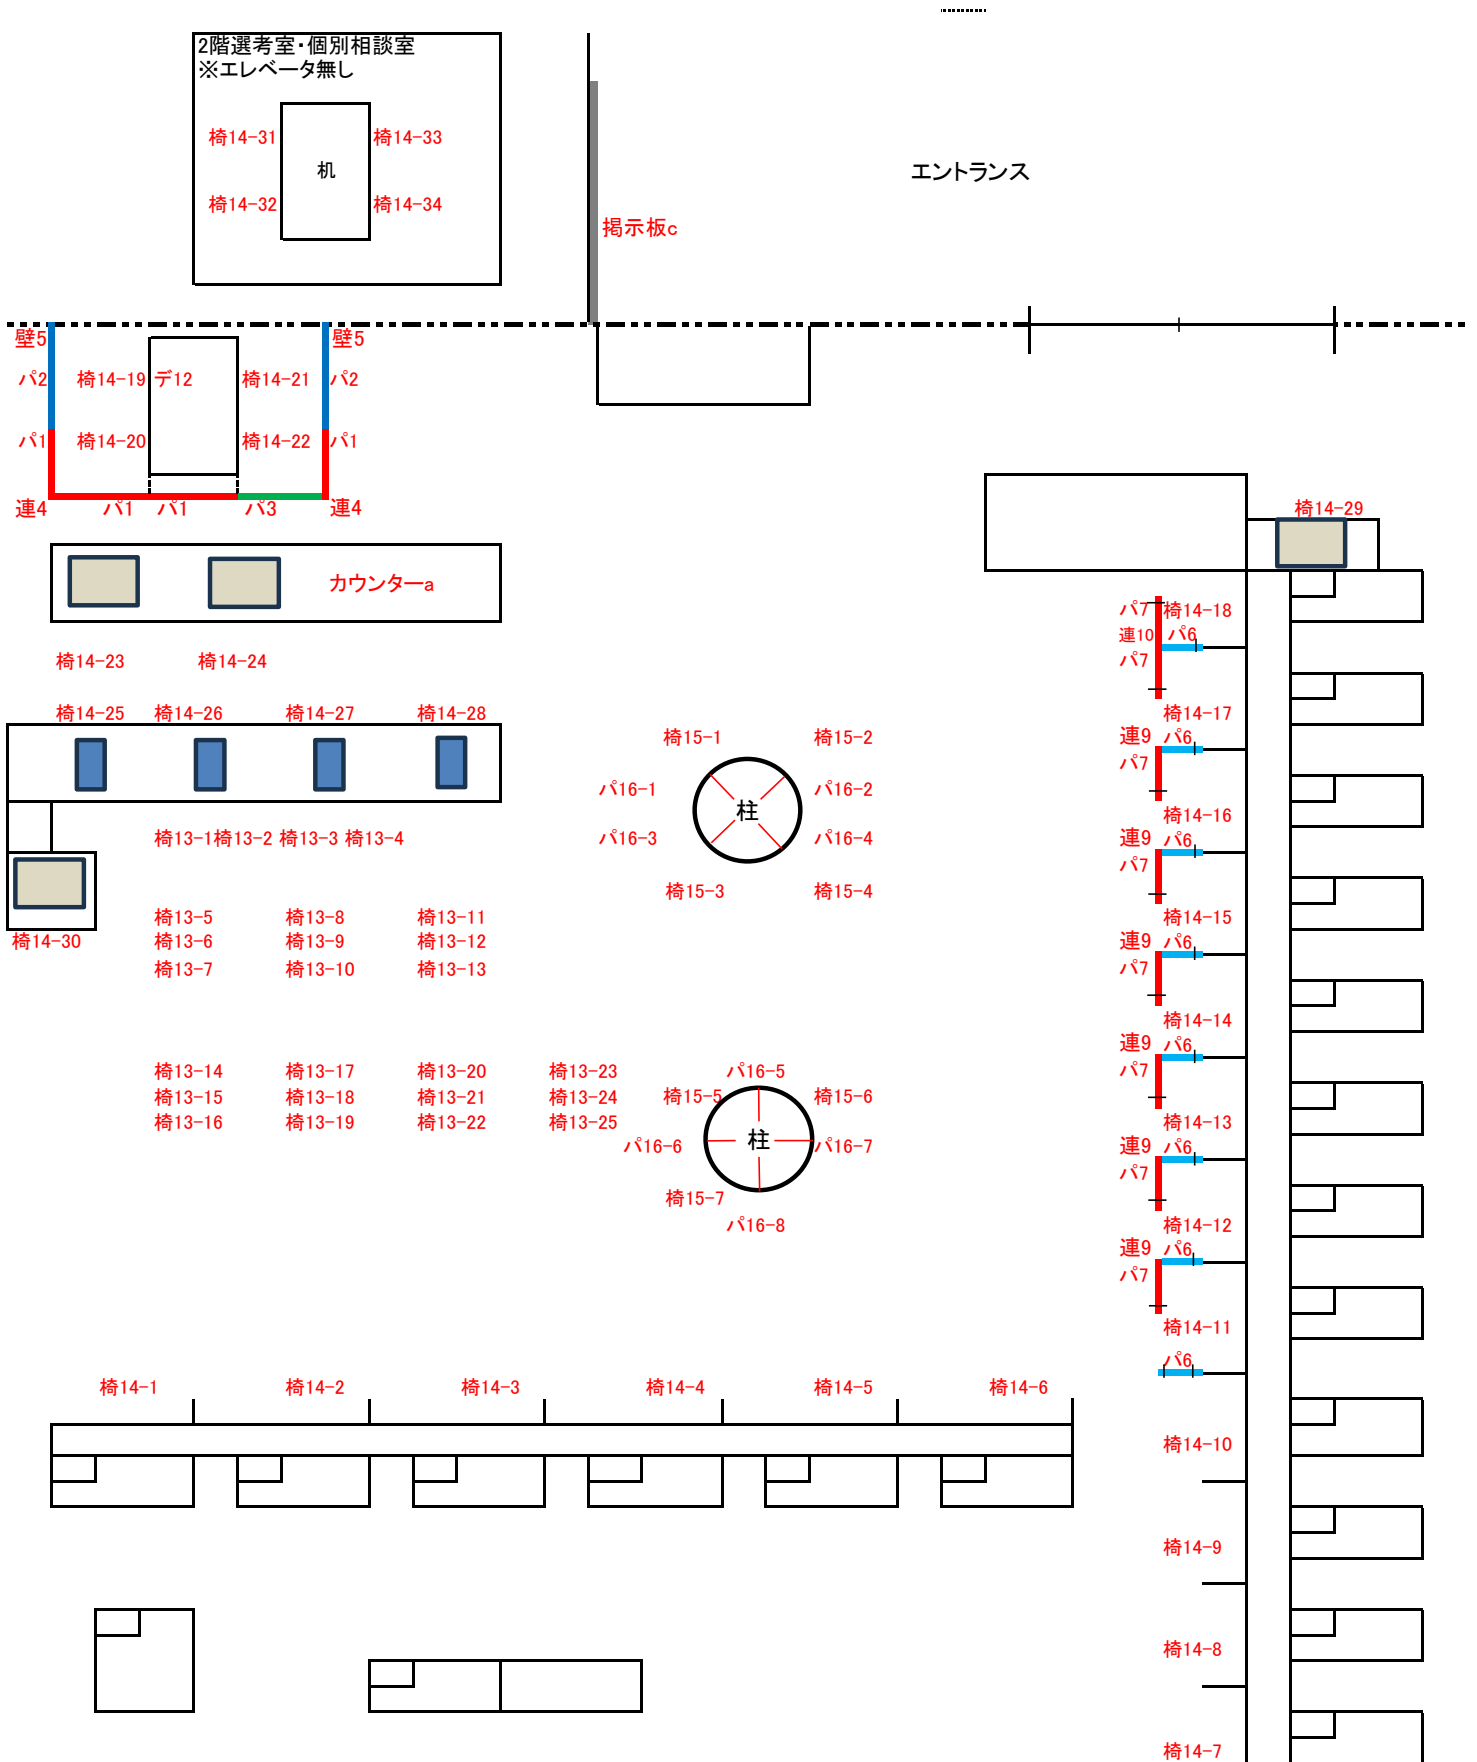 2階選考室・個別相談室
※エレベータ無し
椅14-31
椅14-33
机
椅14-32
椅14-34
エントランス
掲示板c
壁5
壁5
パ2
椅14-19
デ12
椅14-21
パ2
パ1
椅14-20
椅14-22
パ1
連4
パ1
パ1
パ3
連4
椅14-29
カウンターa
パ7
椅14-18
連10
パ6
パ7
椅14-23
椅14-24
椅14-25
椅14-26
椅14-27
椅14-28
椅14-17
連9
パ6
パ7
椅15-1
椅15-2
パ16-1
パ16-2
柱
パ16-3
パ16-4
椅15-3
椅15-4
椅14-16
連9
パ6
パ7
椅13-1
椅13-2
椅13-3
椅13-4
椅13-5
椅13-8
椅13-11
椅13-6
椅13-9
椅13-12
椅13-7
椅13-10
椅13-13
椅14-30
椅14-15
連9
パ6
パ7
椅14-14
連9
パ6
パ7
椅13-14
椅13-17
椅13-20
椅13-23
椅13-15
椅13-18
椅13-21
椅13-24
椅13-16
椅13-19
椅13-22
椅13-25
パ16-5
椅15-5
椅15-6
柱
パ16-6
パ16-7
椅15-7
パ16-8
椅14-13
連9
パ6
パ7
椅14-12
連9
パ6
パ7
椅14-11
パ6
椅14-1
椅14-2
椅14-3
椅14-4
椅14-5
椅14-6
椅14-10
椅14-9
椅14-8
椅14-7